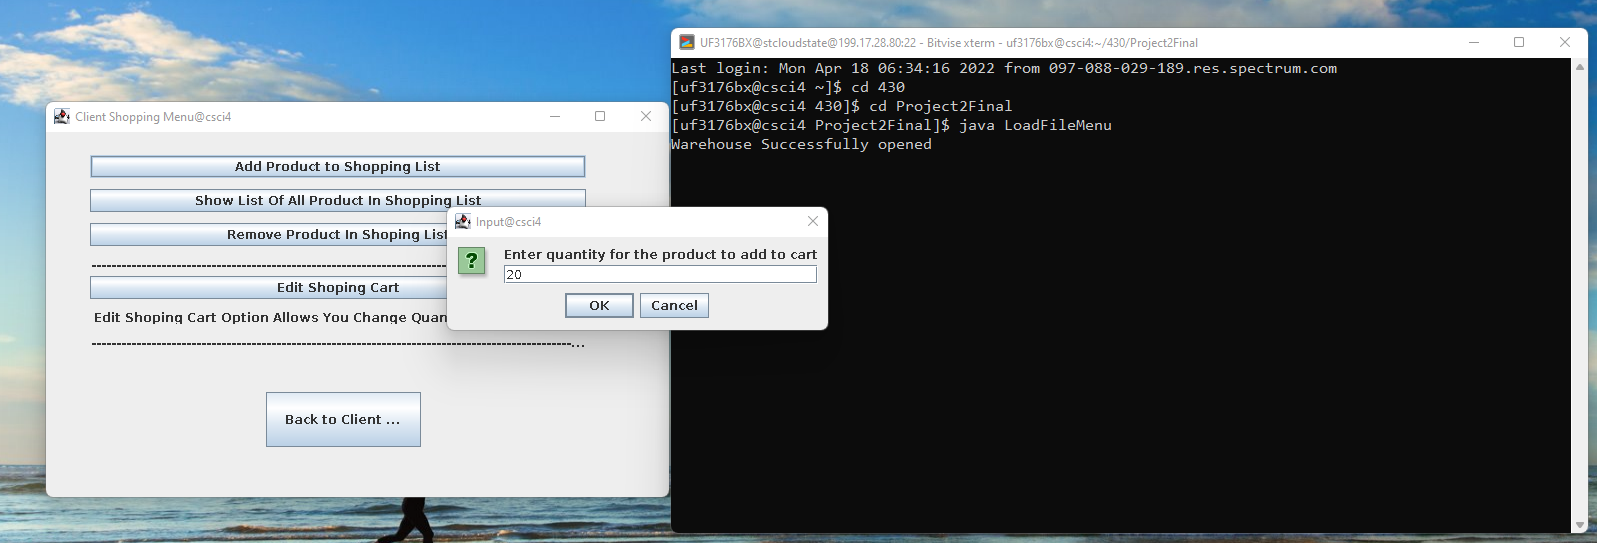 Client Shopping Menu@csci4
Add Product to Shopping List
Show List Of All Product In Shopping List
Remove Product In Shoping List
--------------------------------------------------------------------------------
Edit Shoping Cart
Edit Shoping Cart Option Allows You Change Quan
------------------------------------------------------------------------------------------------...
Back to Client ...
Input@csci4
?
Enter quantity for the product to add to cart
20
OK
Cancel
UF3176BX@stcloudstate@199.17.28.80:22 - Bitvise xterm - uf3176bx@csci4:~/430/Project2Final
Last login: Mon Apr 18 06:34:16 2022 from 097-088-029-189.res.spectrum.com
[uf3176bx@csci4 ~]$ cd 430
[uf3176bx@csci4 430]$ cd Project2Final
[uf3176bx@csci4 Project2Final]$ java LoadFileMenu
Warehouse Successfully opened